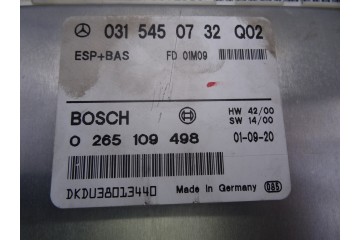 031 545 07 32 Q02
ESP+BAS FD 01M09
BOSCH HW 42/00
SW 14/00
0 265 109 498 01-09-20
DKDU38013440 Made in Germany 085